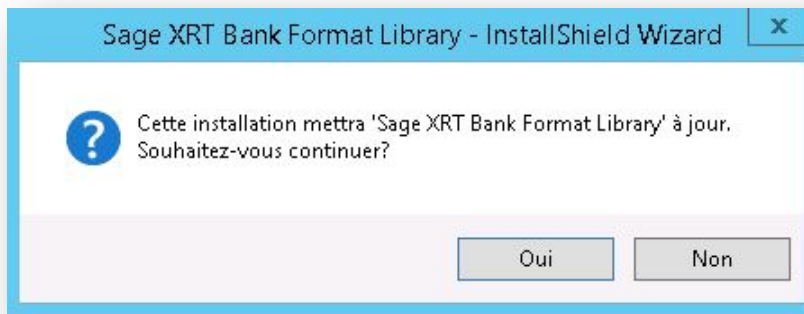 Sage XRT Bank Format Library - InstallShield Wizard
x
Cette installation mettra 'Sage XRT Bank Format Library' à jour.
Souhaitez-vous continuer?
Oui
Non